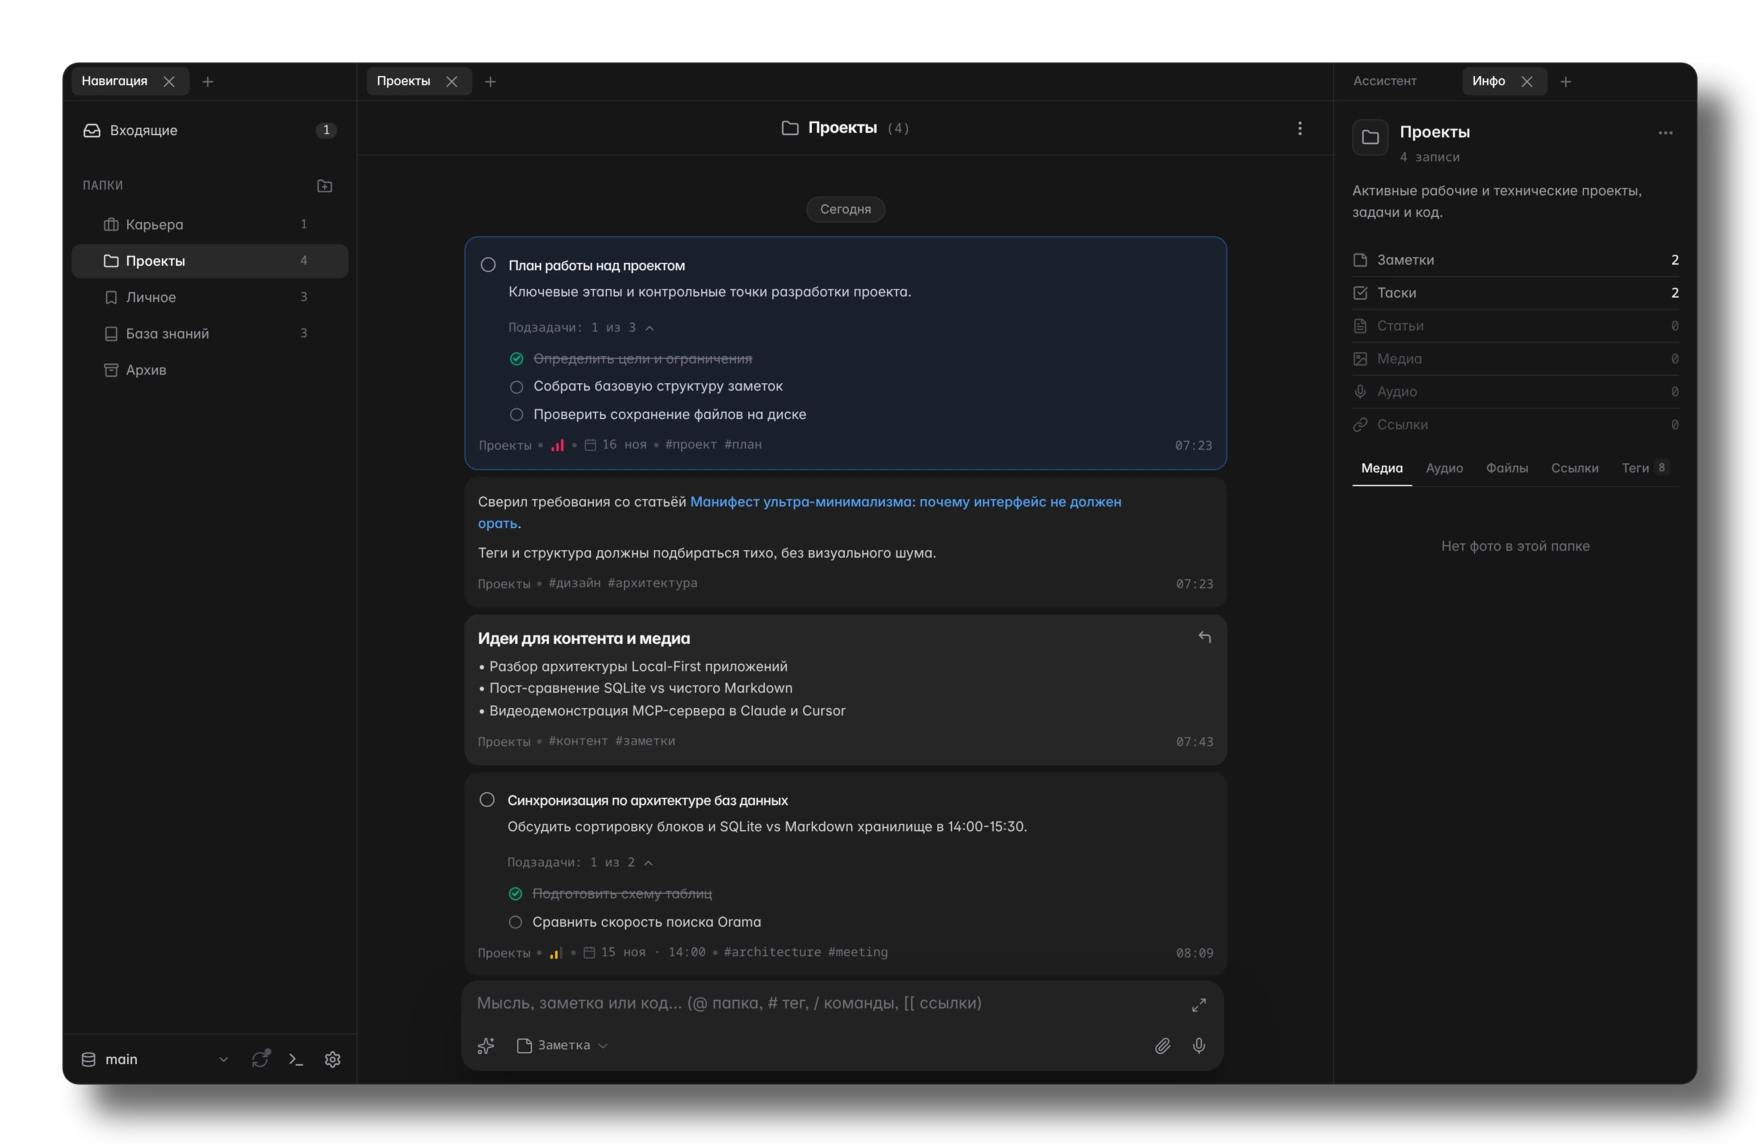 Навигация
Входящие 1
ПАПКИ
Карьера 1
Проекты 4
Личное 3
База знаний 3
Архив
main
Проекты
Проекты (4)
Сегодня
План работы над проектом
Ключевые этапы и контрольные точки разработки проекта.
Подзадачи: 1 из 3
Определить цели и ограничения
Собрать базовую структуру заметок
Проверить сохранение файлов на диске
Проекты • • 16 ноя • #проект #план 07:23
Сверил требования со статьёй Манифест ультра-минимализма: почему интерфейс не должен
орать.
Теги и структура должны подбираться тихо, без визуального шума.
Проекты • #дизайн #архитектура 07:23
Идеи для контента и медиа
• Разбор архитектуры Local-First приложений
• Пост-сравнение SQLite vs чистого Markdown
• Видеодемонстрация MCP-сервера в Claude и Cursor
Проекты • #контент #заметки 07:43
Синхронизация по архитектуре баз данных
Обсудить сортировку блоков и SQLite vs Markdown хранилище в 14:00-15:30.
Подзадачи: 1 из 2
Подготовить схему таблиц
Сравнить скорость поиска Orama
Проекты • • 15 ноя · 14:00 • #architecture #meeting 08:09
Мысль, заметка или код... (@ папка, # тег, / команды, [[ ссылки)
Заметка
Ассистент Инфо
Проекты
4 записи
Активные рабочие и технические проекты,
задачи и код.
Заметки 2
Таски 2
Статьи 0
Медиа 0
Аудио 0
Ссылки 0
Медиа Аудио Файлы Ссылки Теги 8
Нет фото в этой папке